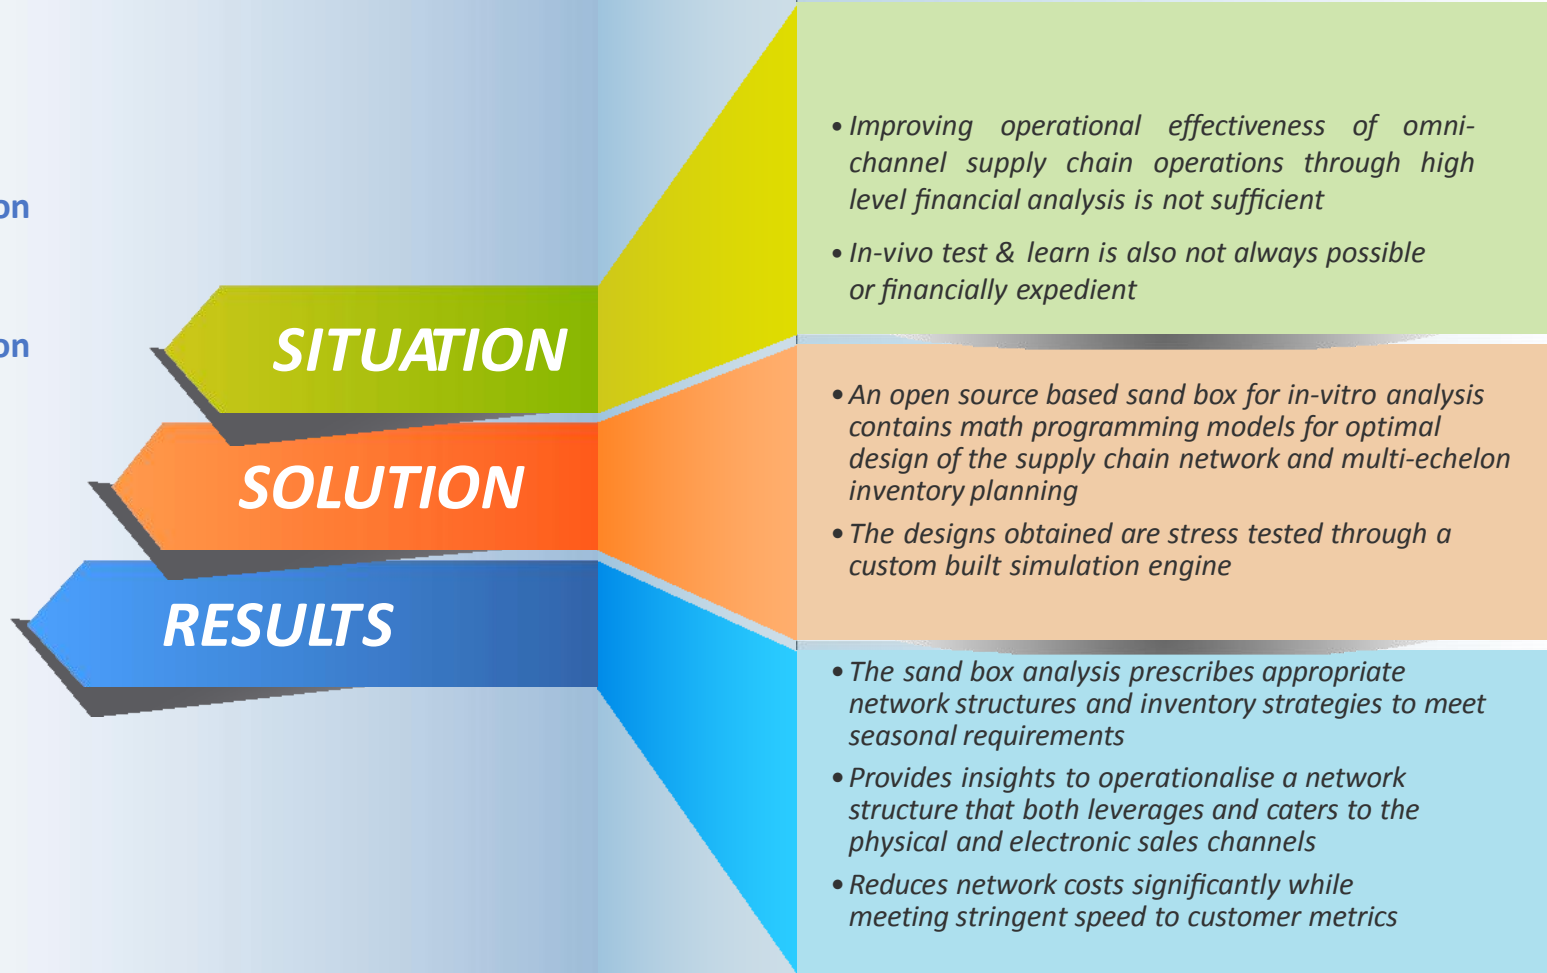 on
on
SITUATION
• Improving operational effectiveness of omni-
channel supply chain operations through high
level financial analysis is not sufficient
• In-vivo test & learn is also not always possible
or financially expedient
SOLUTION
• An open source based sand box for in-vitro analysis
contains math programming models for optimal
design of the supply chain network and multi-echelon
inventory planning
• The designs obtained are stress tested through a
custom built simulation engine
RESULTS
• The sand box analysis prescribes appropriate
network structures and inventory strategies to meet
seasonal requirements
• Provides insights to operationalise a network
structure that both leverages and caters to the
physical and electronic sales channels
• Reduces network costs significantly while
meeting stringent speed to customer metrics